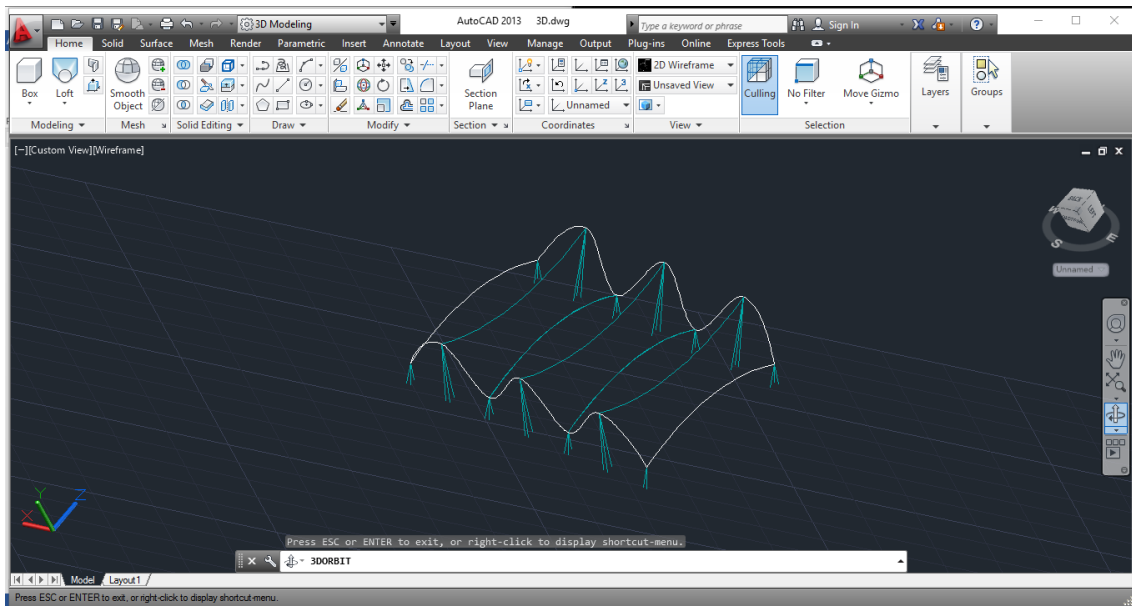 3D Modeling
AutoCAD 2013 3D.dwg
Type a keyword or phrase
Sign In
Home Solid Surface Mesh Render Parametric Insert Annotate Layout View Manage Output Plug-ins Online Express Tools
2D Wireframe
Unsaved View
Unnamed
Box
Loft
Smooth
Object
Section
Plane
Culling
No Filter
Move Gizmo
Layers
Groups
Modeling Mesh Solid Editing Draw Modify Section Coordinates View Selection
[−][Custom View][Wireframe]
E
S
Unnamed
X Y Z
Press ESC or ENTER to exit, or right-click to display shortcut-menu.
3DORBIT
Model Layout1
Press ESC or ENTER to exit, or right-click to display shortcut-menu.